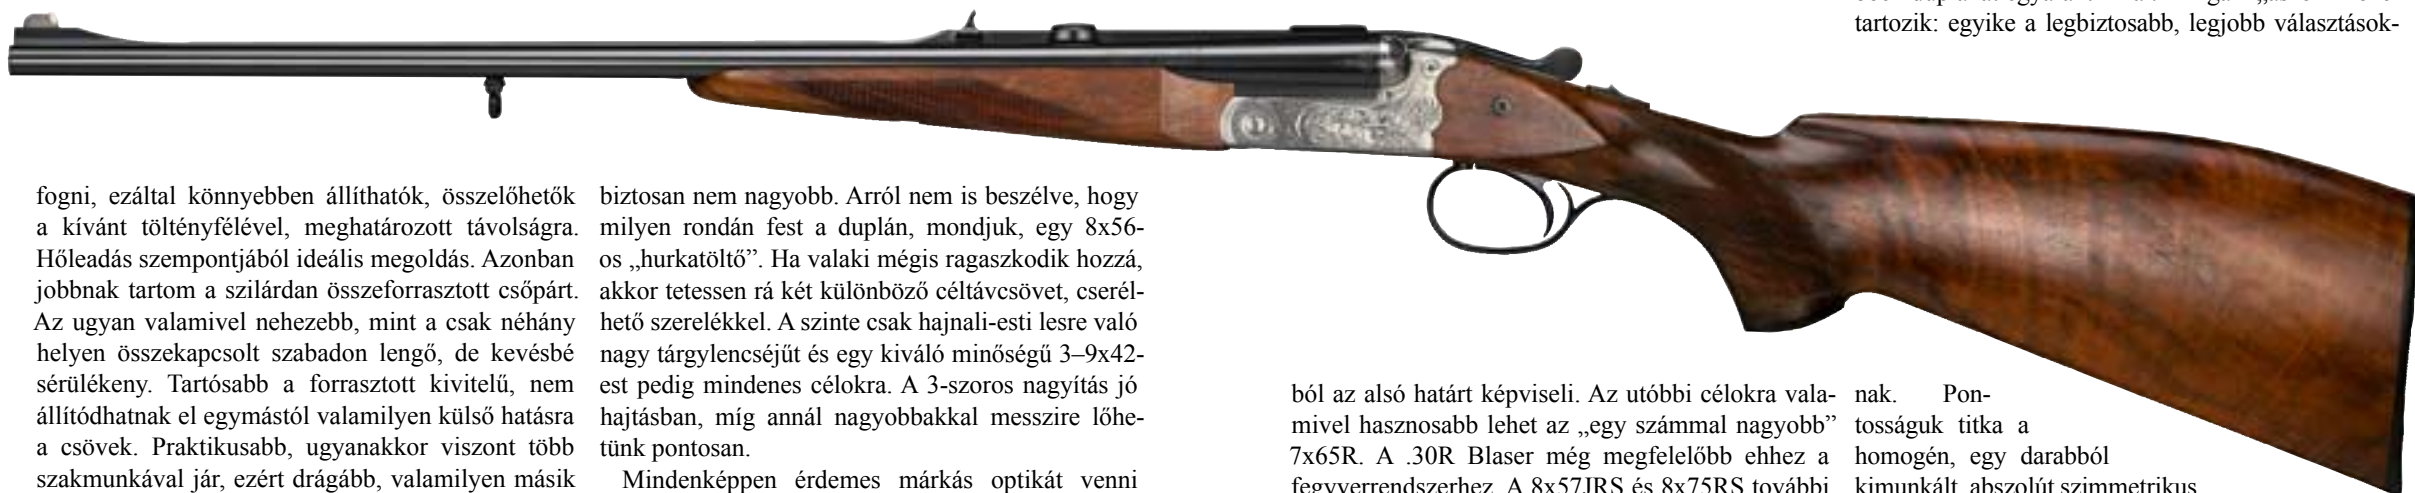 fogni, ezáltal könnyebben állíthatók, összelőhetők
a kívánt töltényfélével, meghatározott távolságra.
Hőleadás szempontjából ideális megoldás. Azonban
jobbnak tartom a szilárdan összeforrasztott csőpárt.
Az ugyan valamivel nehezebb, mint a csak néhány
helyen összekapcsolt szabadon lengő, de kevésbé
sérülékeny. Tartósabb a forrasztott kivitelű, nem
állítódhatnak el egymástól valamilyen külső hatásra
a csövek. Praktikusabb, ugyanakkor viszont több
szakmunkával jár, ezért drágább, valamilyen másik
biztosan nem nagyobb. Arról nem is beszélve, hogy
milyen rondán fest a duplán, mondjuk, egy 8x56-
os „hurkatöltő”. Ha valaki mégis ragaszkodik hozzá,
akkor tetessen rá két különböző céltávcsövet, cserél-
hető szerelékkel. A szinte csak hajnali-esti lesre való
nagy tárgylencséjűt és egy kiváló minőségű 3–9x42-
est pedig mindenes célokra. A 3-szoros nagyítás jó
hajtásban, míg annál nagyobbakkal messzire lőhe-
tünk pontosan.
Mindenképpen érdemes márkás optikát venni
ból az alsó határt képviseli. Az utóbbi célokra vala-
mivel hasznosabb lehet az „egy számmal nagyobb”
7x65R. A .30R Blaser még megfelelőbb ehhez a
fegyverrendszerhez. A 8x57JRS és 8x75RS további
tartozik: egyike a legbiztosabb, legjobb választások-
nak. Pon-
tosságuk titka a
homogén, egy darabból
kimunkált, abszolút szimmetrikus